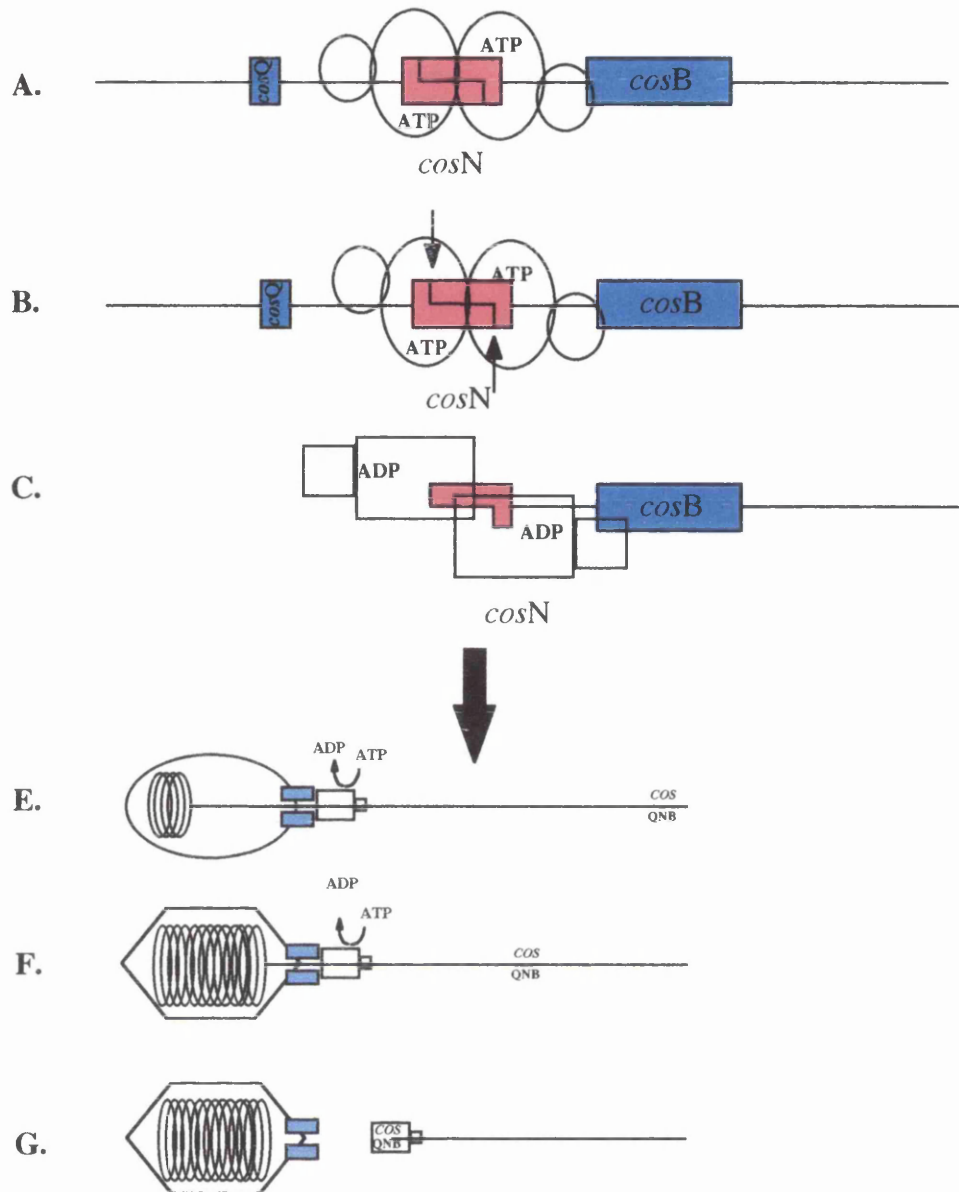 ATP
A.
cosQ
cosB
ATP
cosN
B.
cosQ
ATP
cosB
ATP
cosN
C.
ADP
cosB
ADP
cosN
ADP
ATP
E.
COS
QNB
ADP
ATP
F.
COS
QNB
G.
COS
QNB